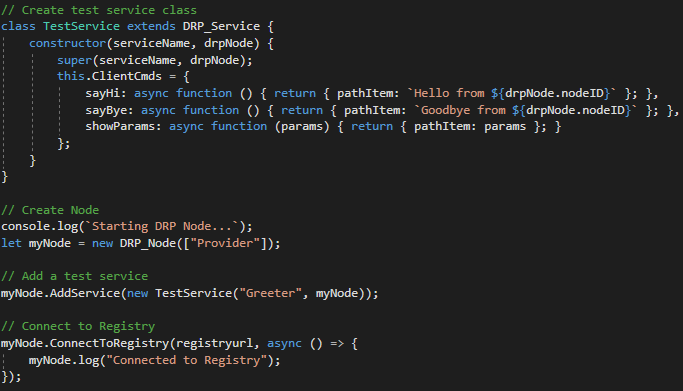 // Create test service class
class TestService extends DRP_Service {
    constructor(serviceName, drpNode) {
        super(serviceName, drpNode);
        this.ClientCmds = {
            sayHi: async function () { return { pathItem: `Hello from ${drpNode.nodeID}` }; },
            sayBye: async function () { return { pathItem: `Goodbye from ${drpNode.nodeID}` }; },
            showParams: async function (params) { return { pathItem: params }; }
        };
    }
}

// Create Node
console.log(`Starting DRP Node...`);
let myNode = new DRP_Node(["Provider"]);

// Add a test service
myNode.AddService(new TestService("Greeter", myNode));

// Connect to Registry
myNode.ConnectToRegistry(registryurl, async () => {
    myNode.log("Connected to Registry");
});